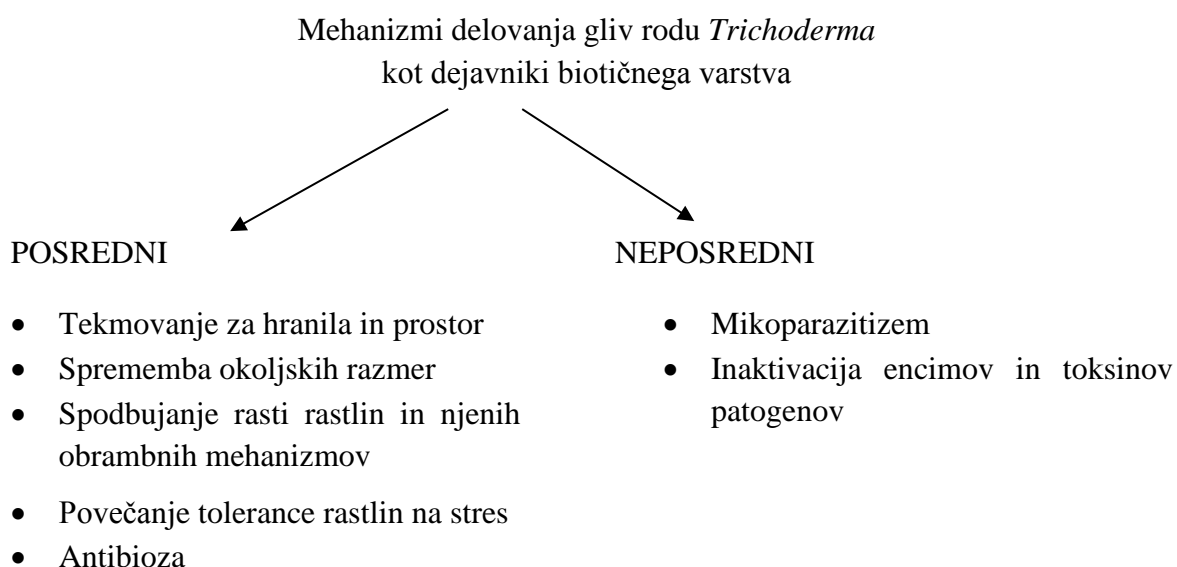 Mehanizmi delovanja gliv rodu Trichoderma
kot dejavniki biotičnega varstva
POSREDNI
• Tekmovanje za hranila in prostor
• Sprememba okoljskih razmer
• Spodbujanje rasti rastlin in njenih
obrambnih mehanizmov
• Povečanje tolerance rastlin na stres
• Antibioza
NEPOSREDNI
• Mikoparazitizem
• Inaktivacija encimov in toksinov
patogenov